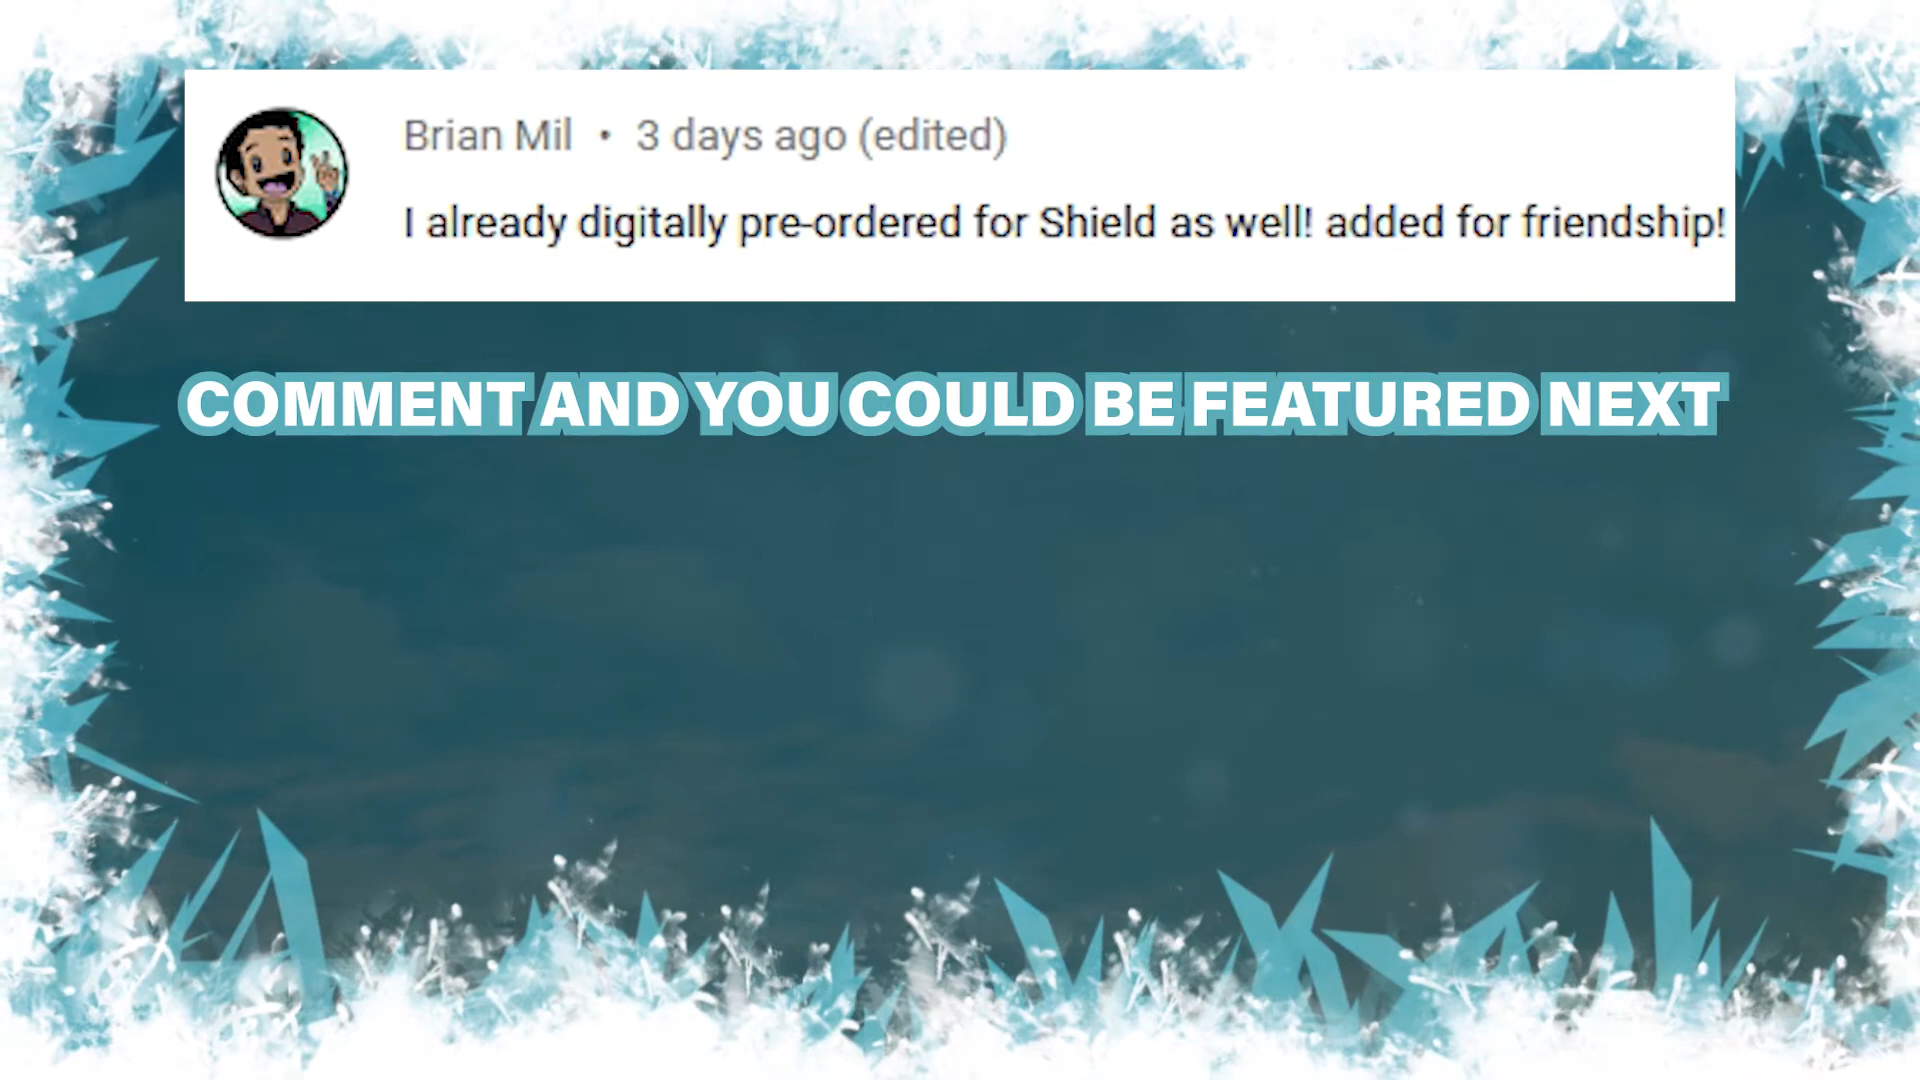 Brian Mil • 3 days ago (edited)
I already digitally pre-ordered for Shield as well! added for friendship!
COMMENT AND YOU COULD BE FEATURED NEXT